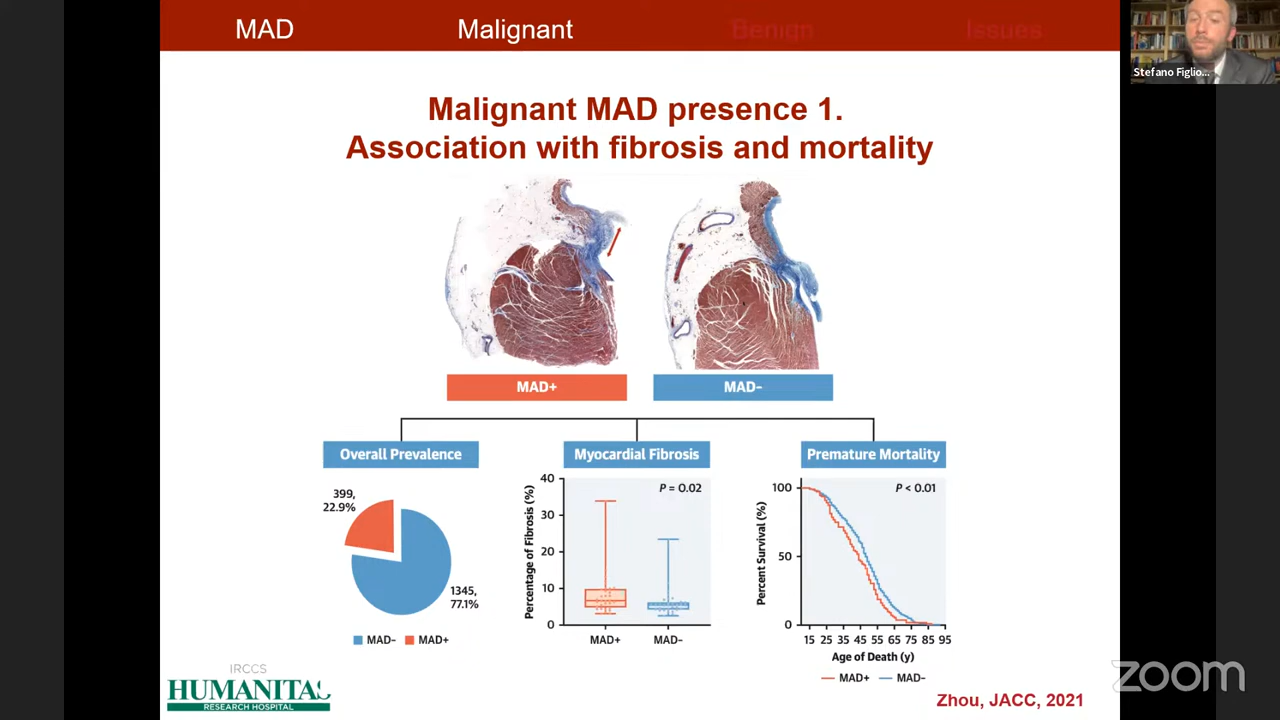 MAD Malignant Benign Issues
Stefano Figlio...
Malignant MAD presence 1.
Association with fibrosis and mortality
MAD+ MAD–
Overall Prevalence
399,
22.9%
1345,
77.1%
MAD– MAD+
Myocardial Fibrosis
P = 0.02
Percentage of Fibrosis (%)
40
30
20
10
0
MAD+ MAD–
Premature Mortality
P < 0.01
Percent Survival (%)
100
50
0
15 25 35 45 55 65 75 85 95
Age of Death (y)
MAD+ MAD–
IRCCS
HUMANITAS
RESEARCH HOSPITAL
Zhou, JACC, 2021
zoom